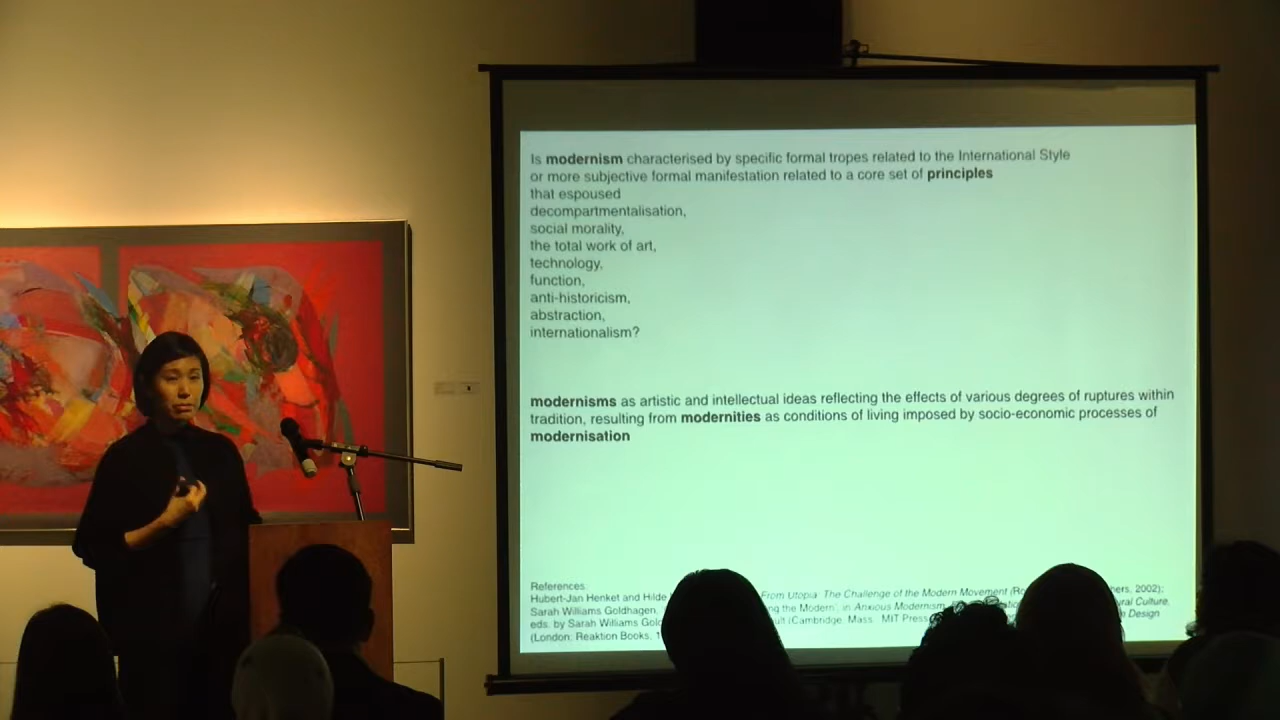 Is modernism characterised by specific formal tropes related to the International Style
or more subjective formal manifestation related to a core set of principles
that espoused
decompartmentalisation,
social morality,
the total work of art,
technology,
function,
anti-historicism,
abstraction,
internationalism?
modernisms as artistic and intellectual ideas reflecting the effects of various degrees of ruptures within
tradition, resulting from modernities as conditions of living imposed by socio-economic processes of
modernisation
References
Hubert-Jan Henket and Hilde From Utopia The Challenge of the Modern Movement 2002);
Sarah Williams Goldhagen, the Modern', in Anxious Modernism Culture,
eds. by Sarah Williams (Cambridge, Mass. MIT Press Design
(London: Reaktion Books,